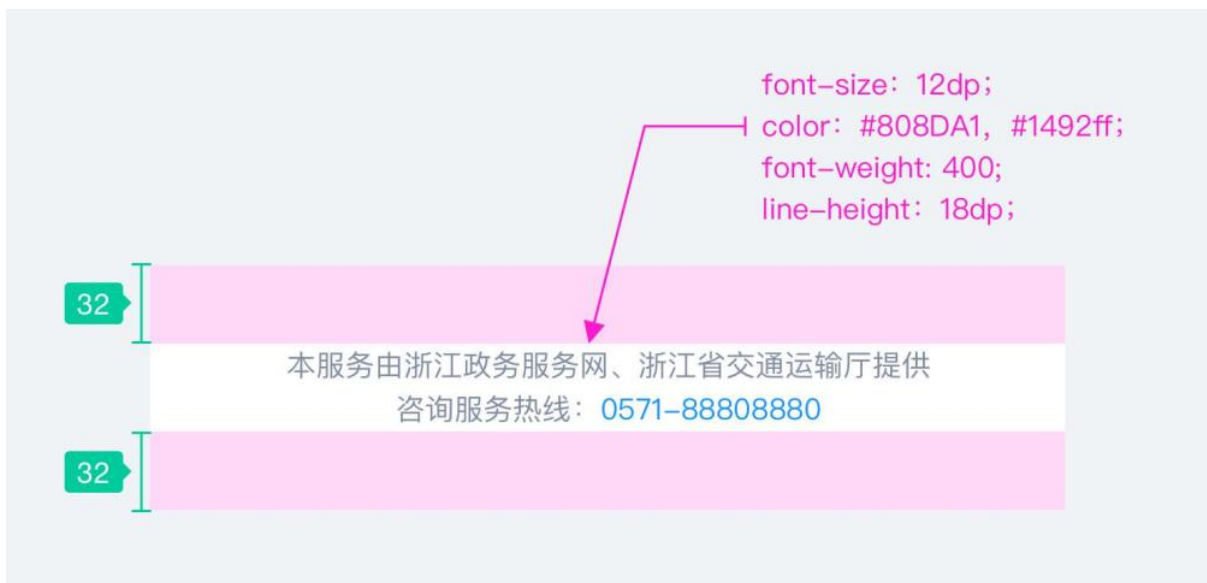 font-size：12dp；
color：#808DA1，#1492ff；
font-weight: 400;
line-height：18dp；
32
本服务由浙江政务服务网、浙江省交通运输厅提供
咨询服务热线：0571-88808880
32